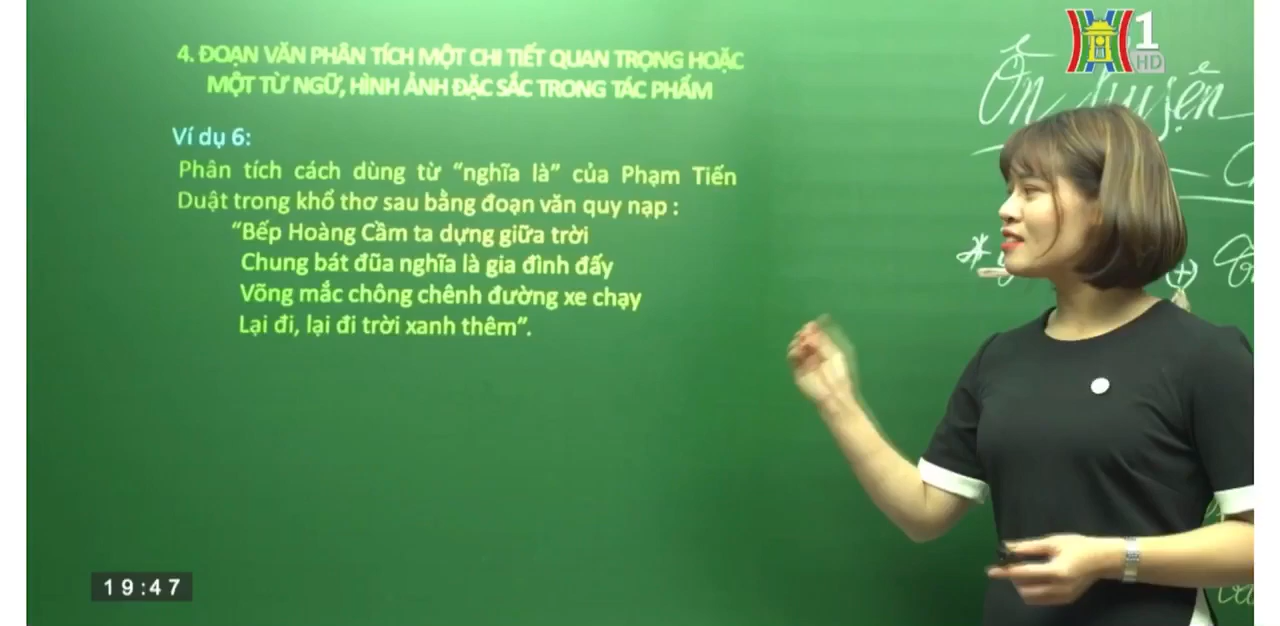 4. ĐOẠN VĂN PHÂN TÍCH MỘT CHI TIẾT QUAN TRỌNG HOẶC
MỘT TỪ NGỮ, HÌNH ẢNH ĐẶC SẮC TRONG TÁC PHẨM
Ví dụ 6:
Phân tích cách dùng từ “nghĩa là” của Phạm Tiến
Duật trong khổ thơ sau bằng đoạn văn quy nạp :
“Bếp Hoàng Cầm ta dựng giữa trời
Chung bát đũa nghĩa là gia đình đấy
Võng mắc chông chênh đường xe chạy
Lại đi, lại đi trời xanh thêm”.
1
HD
Ôn luyện
19:47